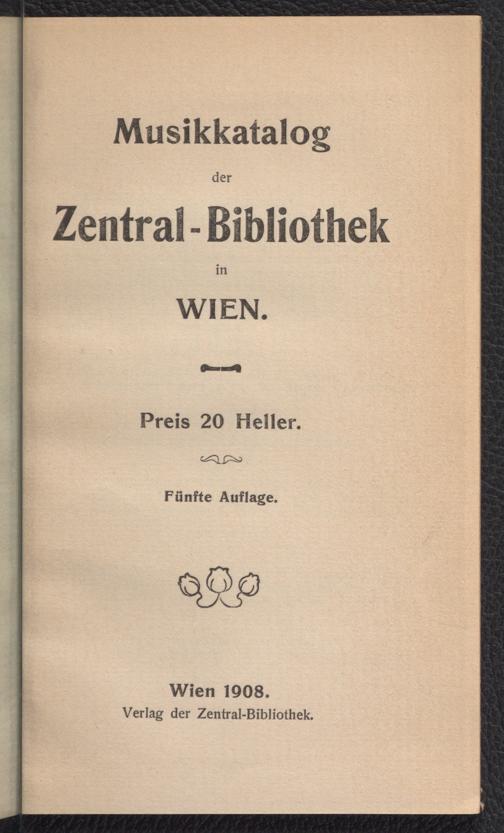 Musikkatalog
der
Zentral-Bibliothek
in
WIEN.
Preis 20 Heller.
Fünfte Auflage.
Wien 1908.
Verlag der Zentral-Bibliothek.